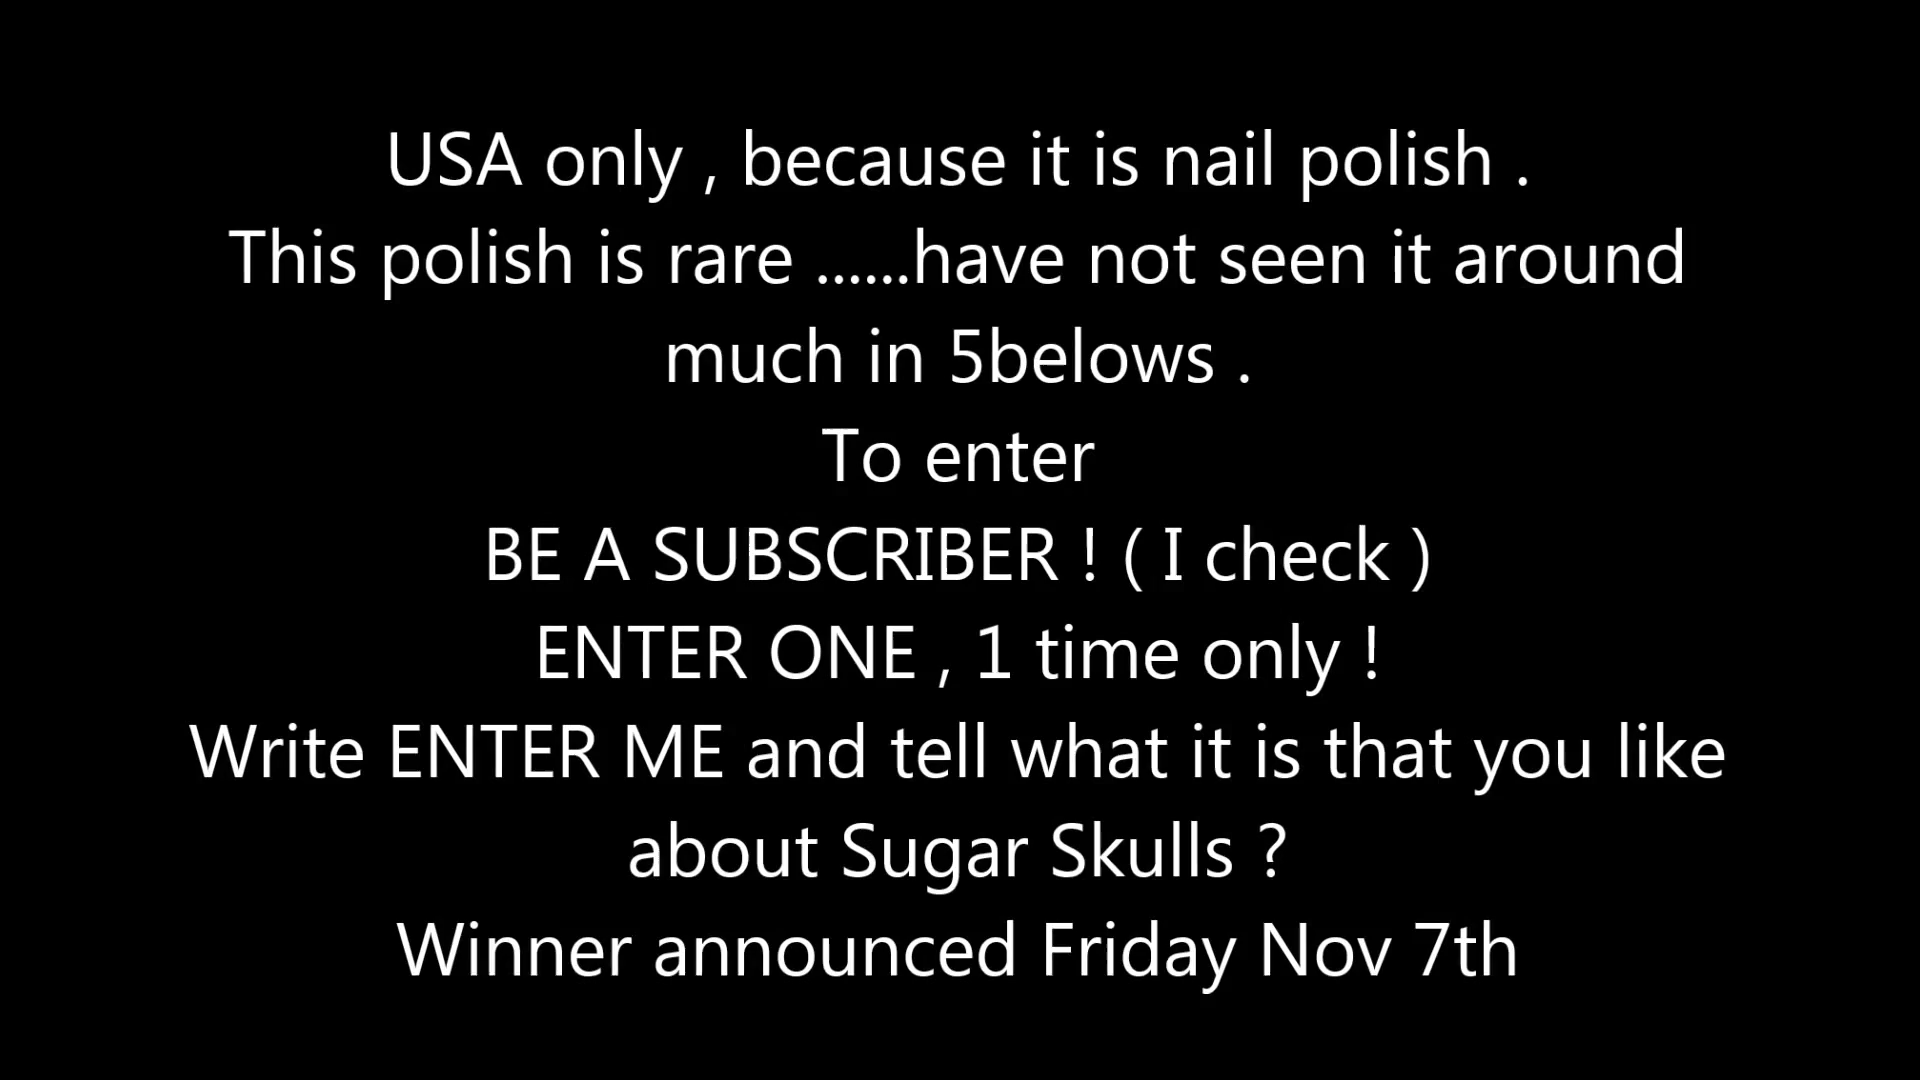 USA only , because it is nail polish .
This polish is rare ......have not seen it around
much in 5belows .
To enter
BE A SUBSCRIBER ! ( I check )
ENTER ONE , 1 time only !
Write ENTER ME and tell what it is that you like
about Sugar Skulls ?
Winner announced Friday Nov 7th